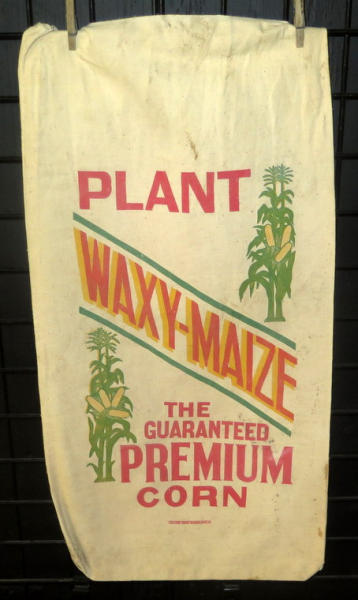 PLANT
WAXY-MAIZE
THE
GUARANTEED
PREMIUM
CORN